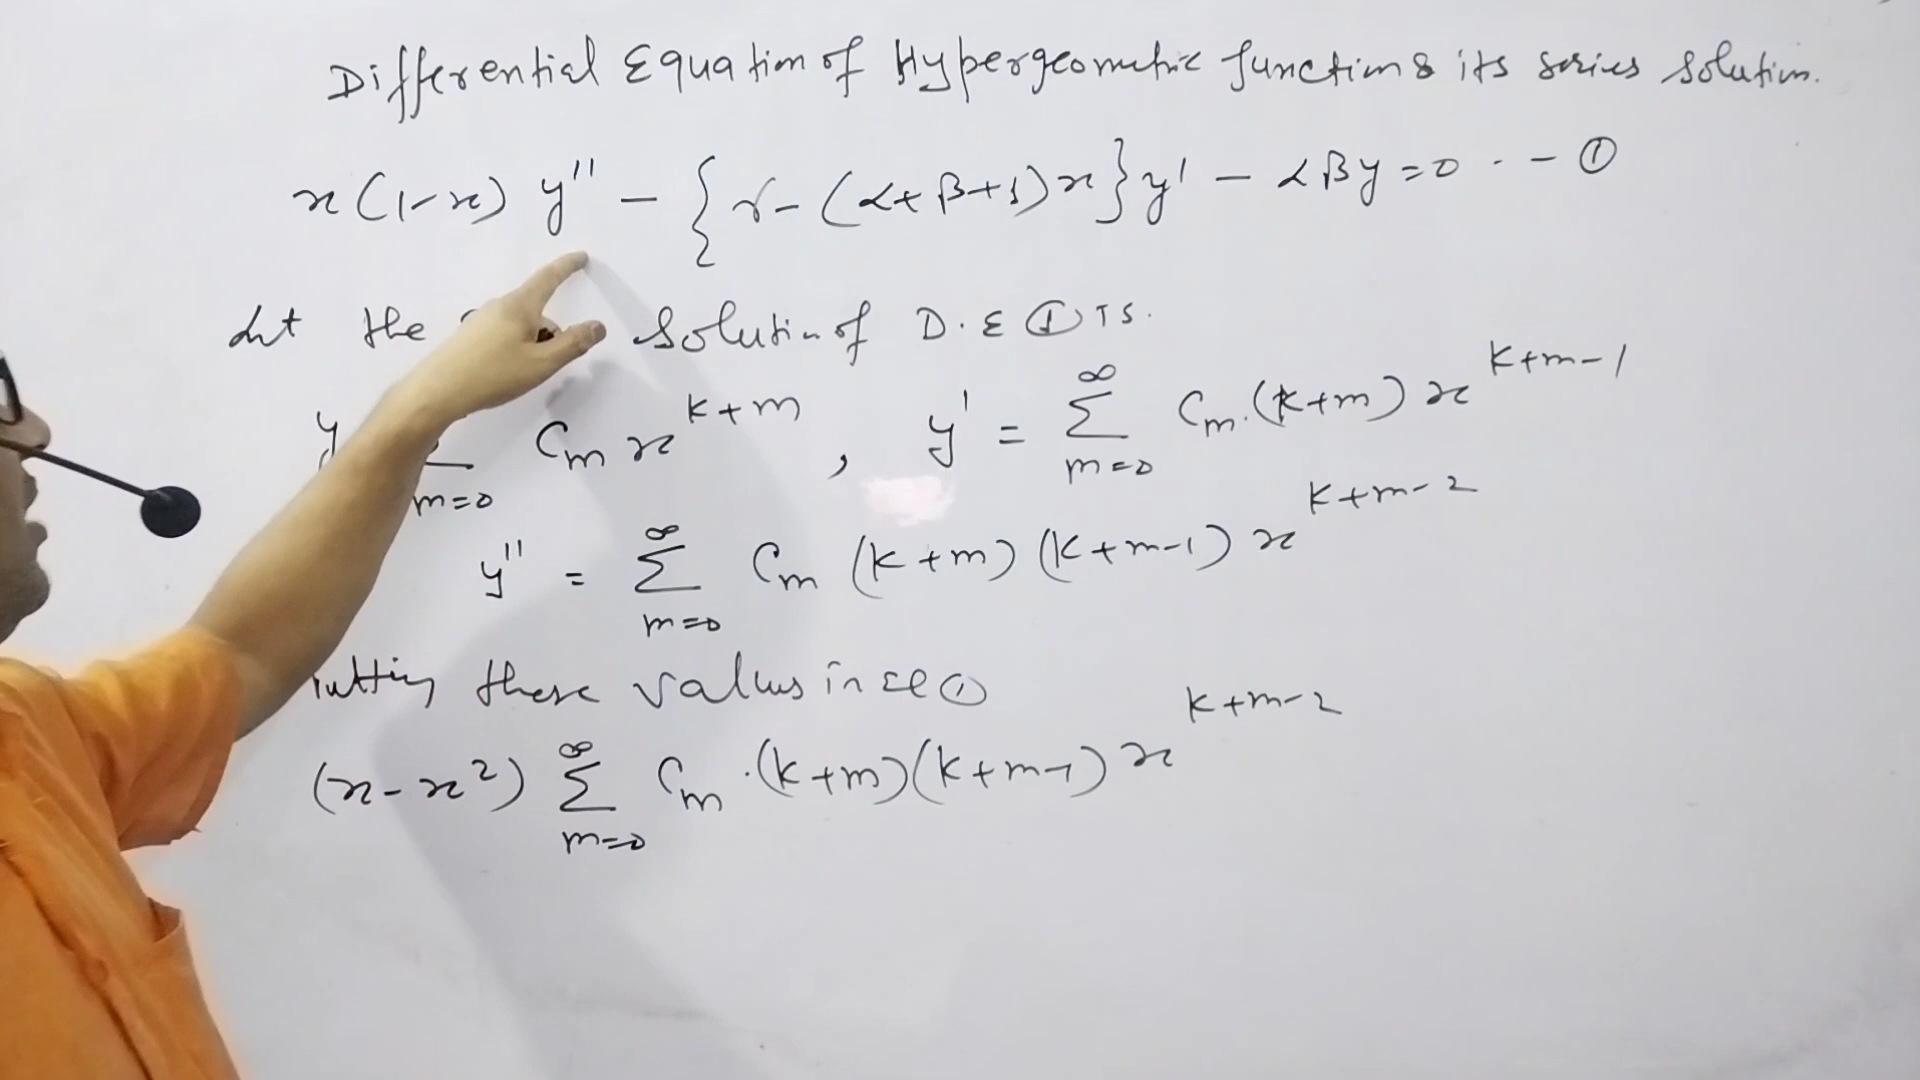 Differential Equation of Hypergeometric function & its series solution.
x(1-x) y'' - {γ - (α+β+1)x}y' - αβy = 0 - - ①
Let the solution of D.E ① is.
y Σ m=0 Cm x^{k+m} , y' = Σ_{m=0}^{∞} Cm.(k+m) x^{k+m-1}
y'' = Σ_{m=0}^{∞} Cm (k+m) (k+m-1) x^{k+m-2}
utting these values in ①
(x-x²) Σ_{m=0}^{∞} Cm .(k+m)(k+m-1) x^{k+m-2}